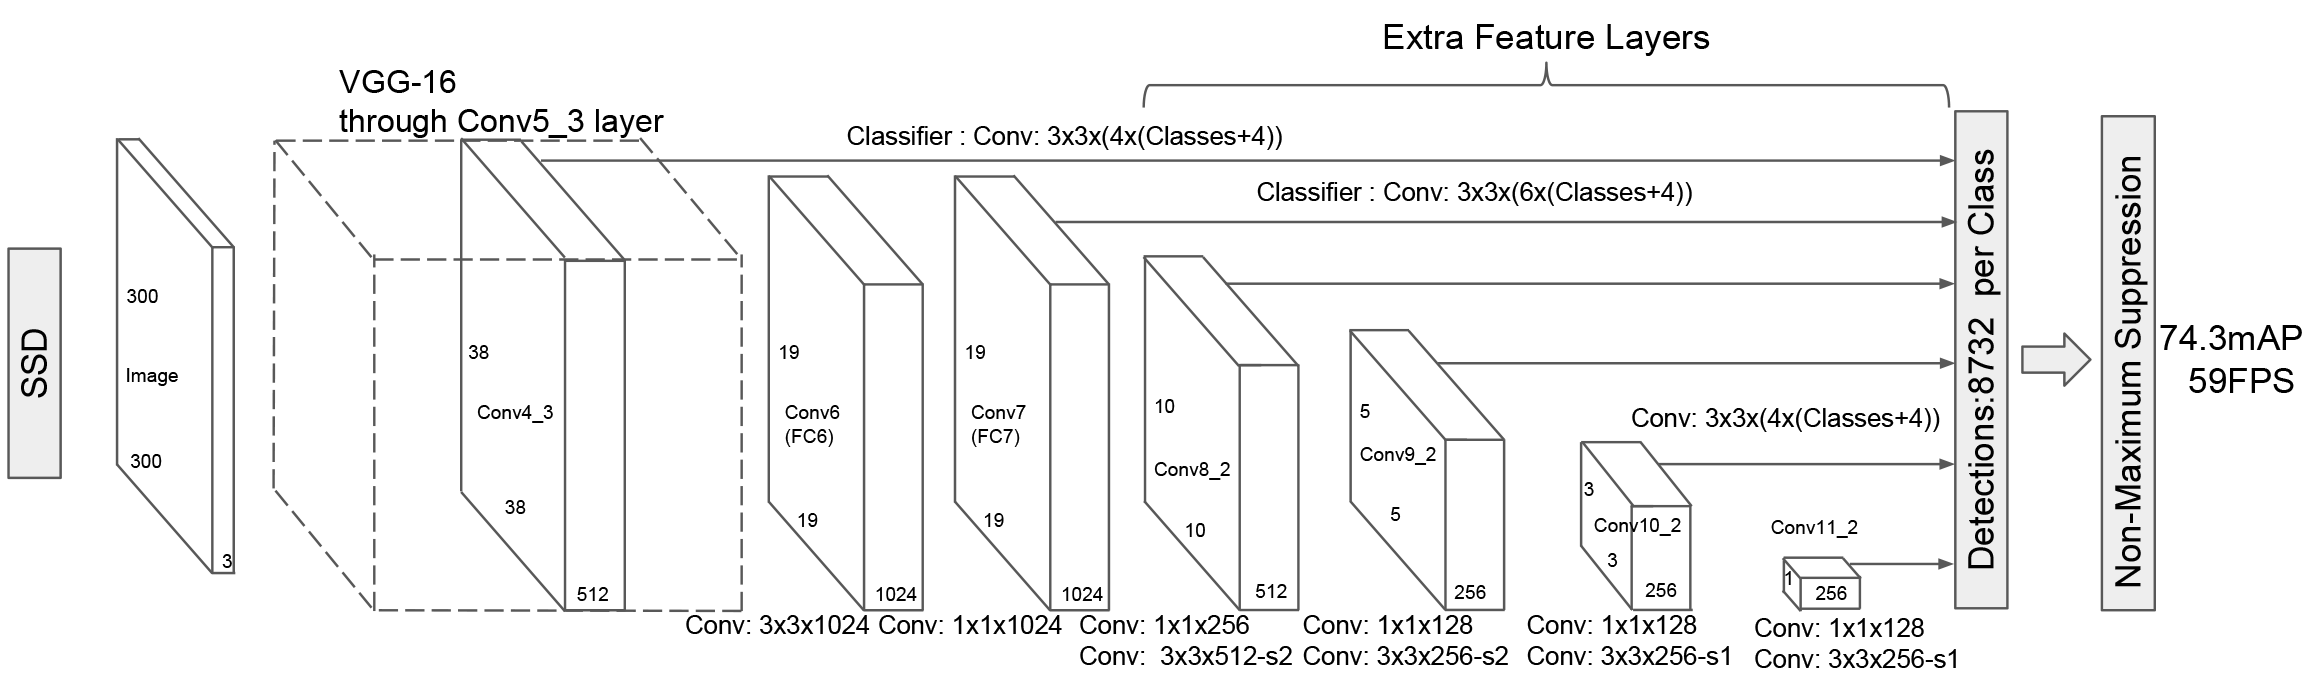 Extra Feature Layers
VGG-16
through Conv5_3 layer
Classifier : Conv: 3x3x(4x(Classes+4))
Classifier : Conv: 3x3x(6x(Classes+4))
SSD
300
Image
300
3
38
Conv4_3
38
512
19
Conv6
(FC6)
19
1024
19
Conv7
(FC7)
19
1024
10
Conv8_2
10
512
5
Conv9_2
5
256
Conv: 3x3x(4x(Classes+4))
3
Conv10_2
3
256
Conv11_2
1
256
Detections:8732 per Class
Non-Maximum Suppression
74.3mAP
59FPS
Conv: 3x3x1024
Conv: 1x1x1024
Conv: 1x1x256
Conv: 3x3x512-s2
Conv: 1x1x128
Conv: 3x3x256-s2
Conv: 1x1x128
Conv: 3x3x256-s1
Conv: 1x1x128
Conv: 3x3x256-s1